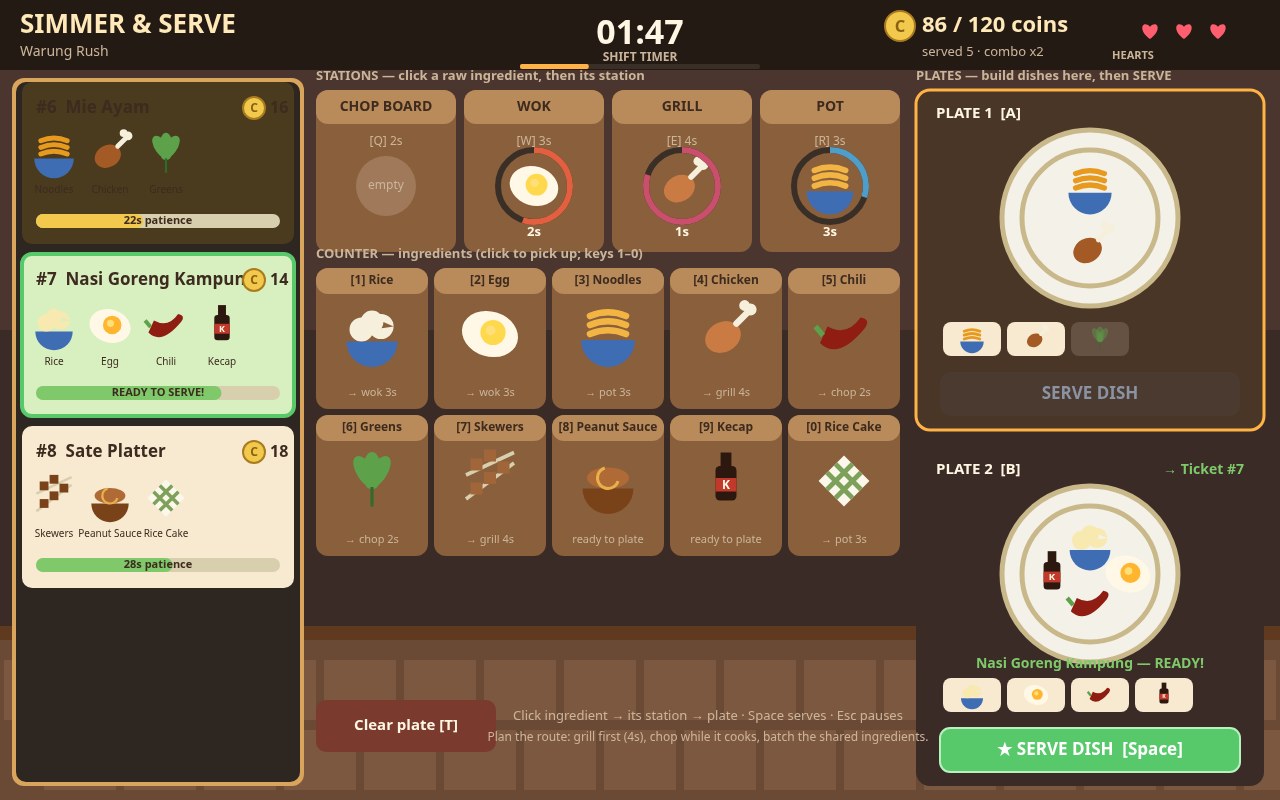 SIMMER & SERVE
Warung Rush
01:47
SHIFT TIMER
C 86 / 120 coins
served 5 · combo x2
HEARTS
#6 Mie Ayam C 16
Noodles Chicken Greens
22s patience
#7 Nasi Goreng Kampun C 14
K
Rice Egg Chili Kecap
READY TO SERVE!
#8 Sate Platter C 18
Skewers Peanut Sauce Rice Cake
28s patience
STATIONS — click a raw ingredient, then its station
CHOP BOARD WOK GRILL POT
[Q] 2s [W] 3s [E] 4s [R] 3s
empty
2s 1s 3s
COUNTER — ingredients (click to pick up; keys 1–0)
[1] Rice [2] Egg [3] Noodles [4] Chicken [5] Chili
→ wok 3s → wok 3s → pot 3s → grill 4s → chop 2s
[6] Greens [7] Skewers [8] Peanut Sauce [9] Kecap [0] Rice Cake
K
→ chop 2s → grill 4s ready to plate ready to plate → pot 3s
Clear plate [T]
Click ingredient → its station → plate · Space serves · Esc pauses
Plan the route: grill first (4s), chop while it cooks, batch the shared ingredients.
PLATES — build dishes here, then SERVE
PLATE 1 [A]
SERVE DISH
PLATE 2 [B] → Ticket #7
K
Nasi Goreng Kampung — READY!
K
★ SERVE DISH [Space]